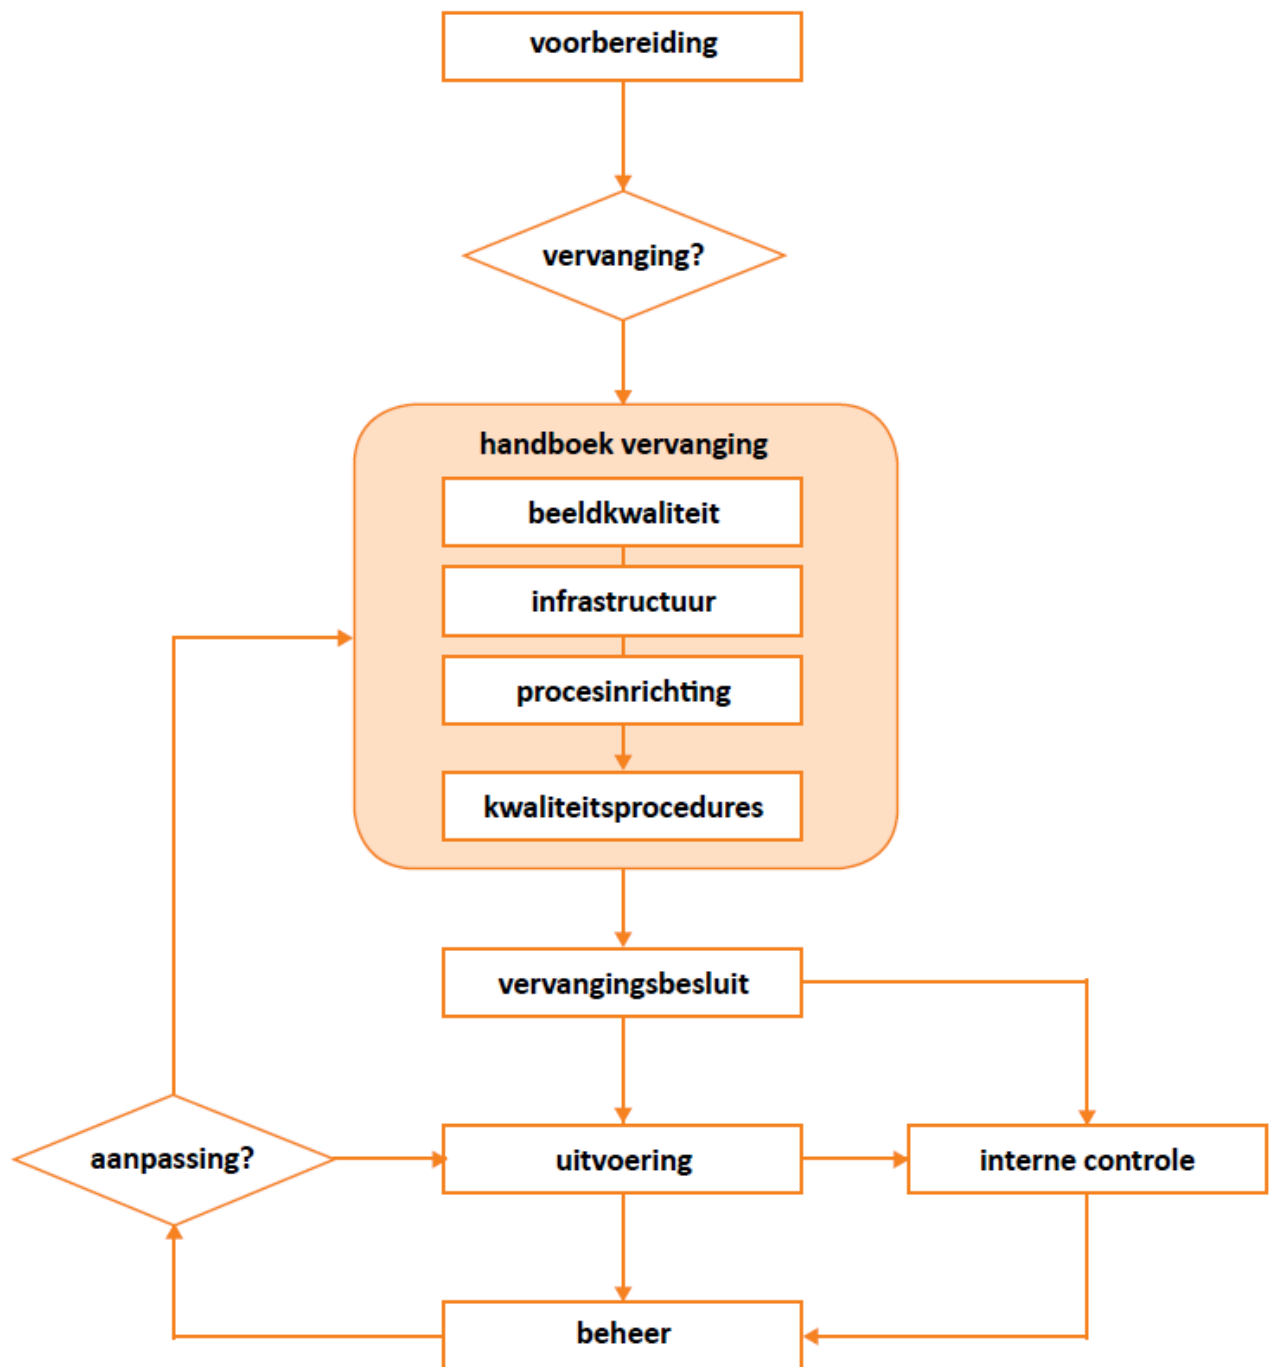 voorbereiding
vervanging?
handboek vervanging
beeldkwaliteit
infrastructuur
procesinrichting
kwaliteitsprocedures
vervangingsbesluit
aanpassing?
uitvoering
interne controle
beheer